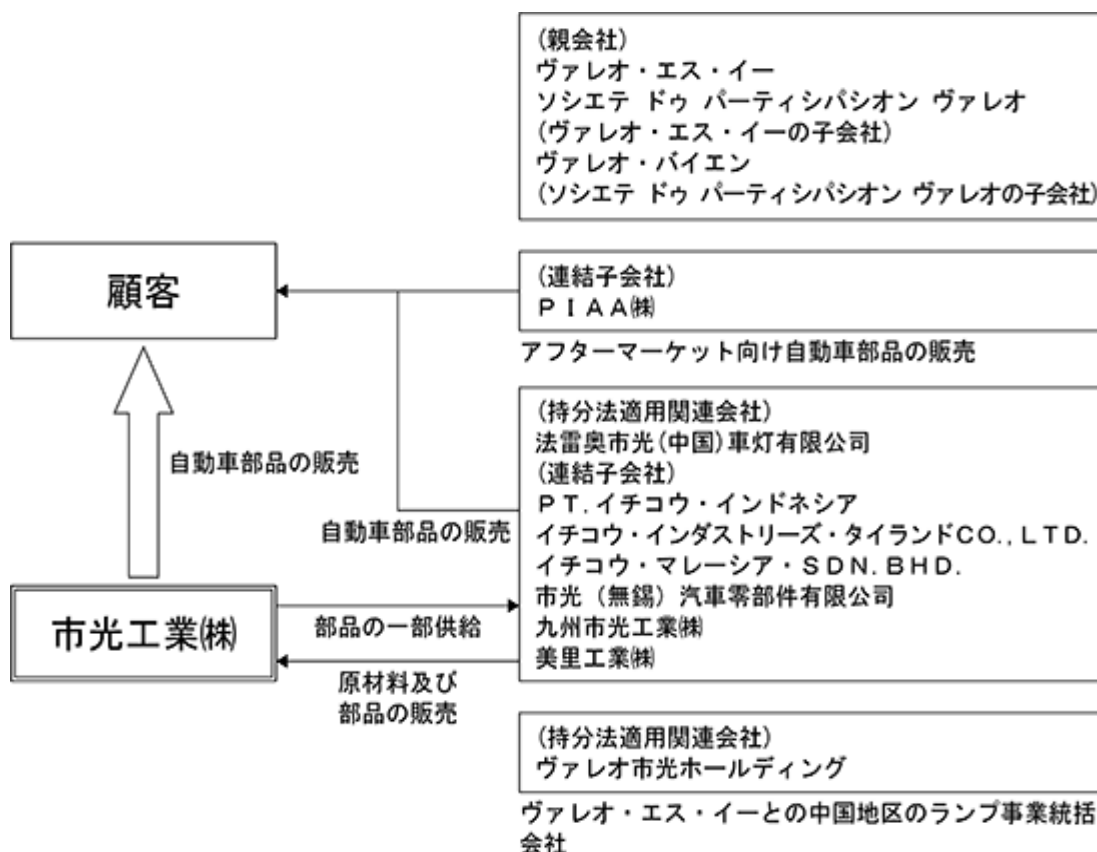 (親会社)
ヴァレオ・エス・イー
ソシエテ ドゥ パーティシパシオン ヴァレオ
(ヴァレオ・エス・イーの子会社)
ヴァレオ・バイエン
(ソシエテ ドゥ パーティシパシオン ヴァレオの子会社)
顧客
(連結子会社)
ＰＩＡＡ㈱
アフターマーケット向け自動車部品の販売
自動車部品の販売
(持分法適用関連会社)
法雷奥市光(中国)車灯有限公司
(連結子会社)
ＰＴ.イチコウ・インドネシア
イチコウ・インダストリーズ・タイランドＣＯ.,ＬＴＤ.
イチコウ・マレーシア・ＳＤＮ.ＢＨＤ.
市光（無錫）汽車零部件有限公司
九州市光工業㈱
美里工業㈱
自動車部品の販売
市光工業㈱
部品の一部供給
原材料及び
部品の販売
(持分法適用関連会社)
ヴァレオ市光ホールディング
ヴァレオ・エス・イーとの中国地区のランプ事業統括
会社